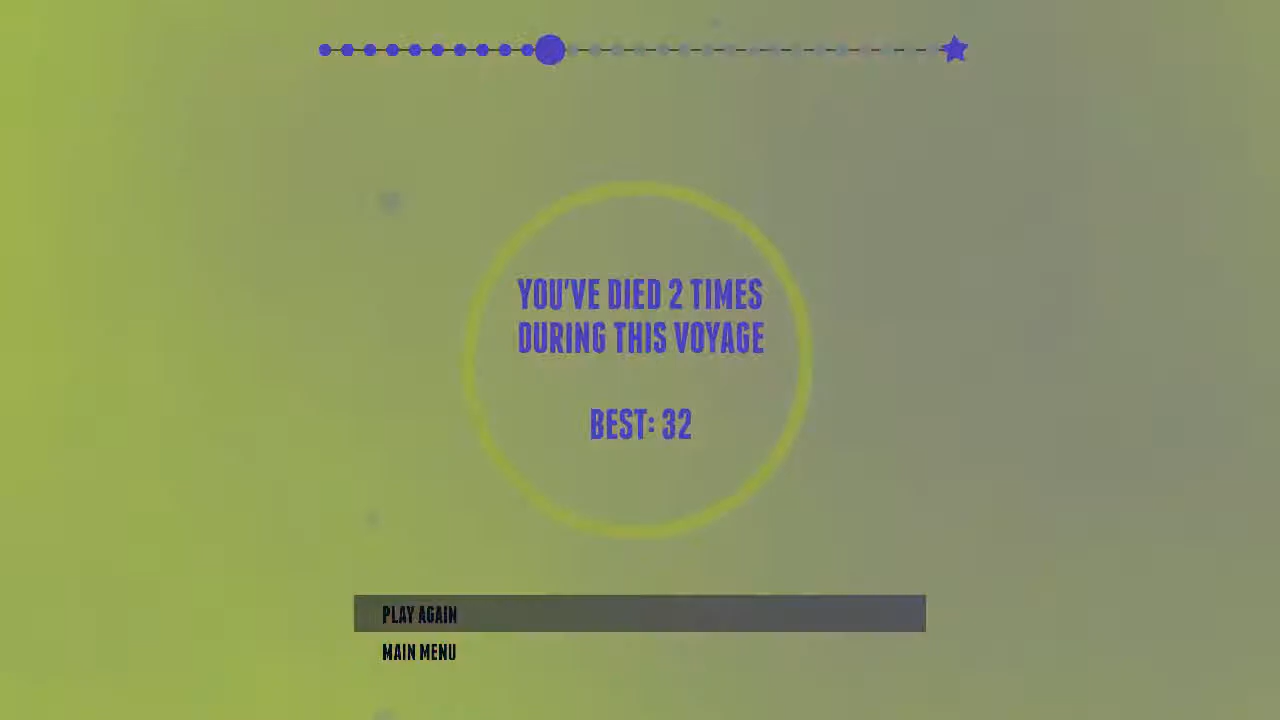 YOU'VE DIED 2 TIMES
DURING THIS VOYAGE
BEST: 32
PLAY AGAIN
MAIN MENU